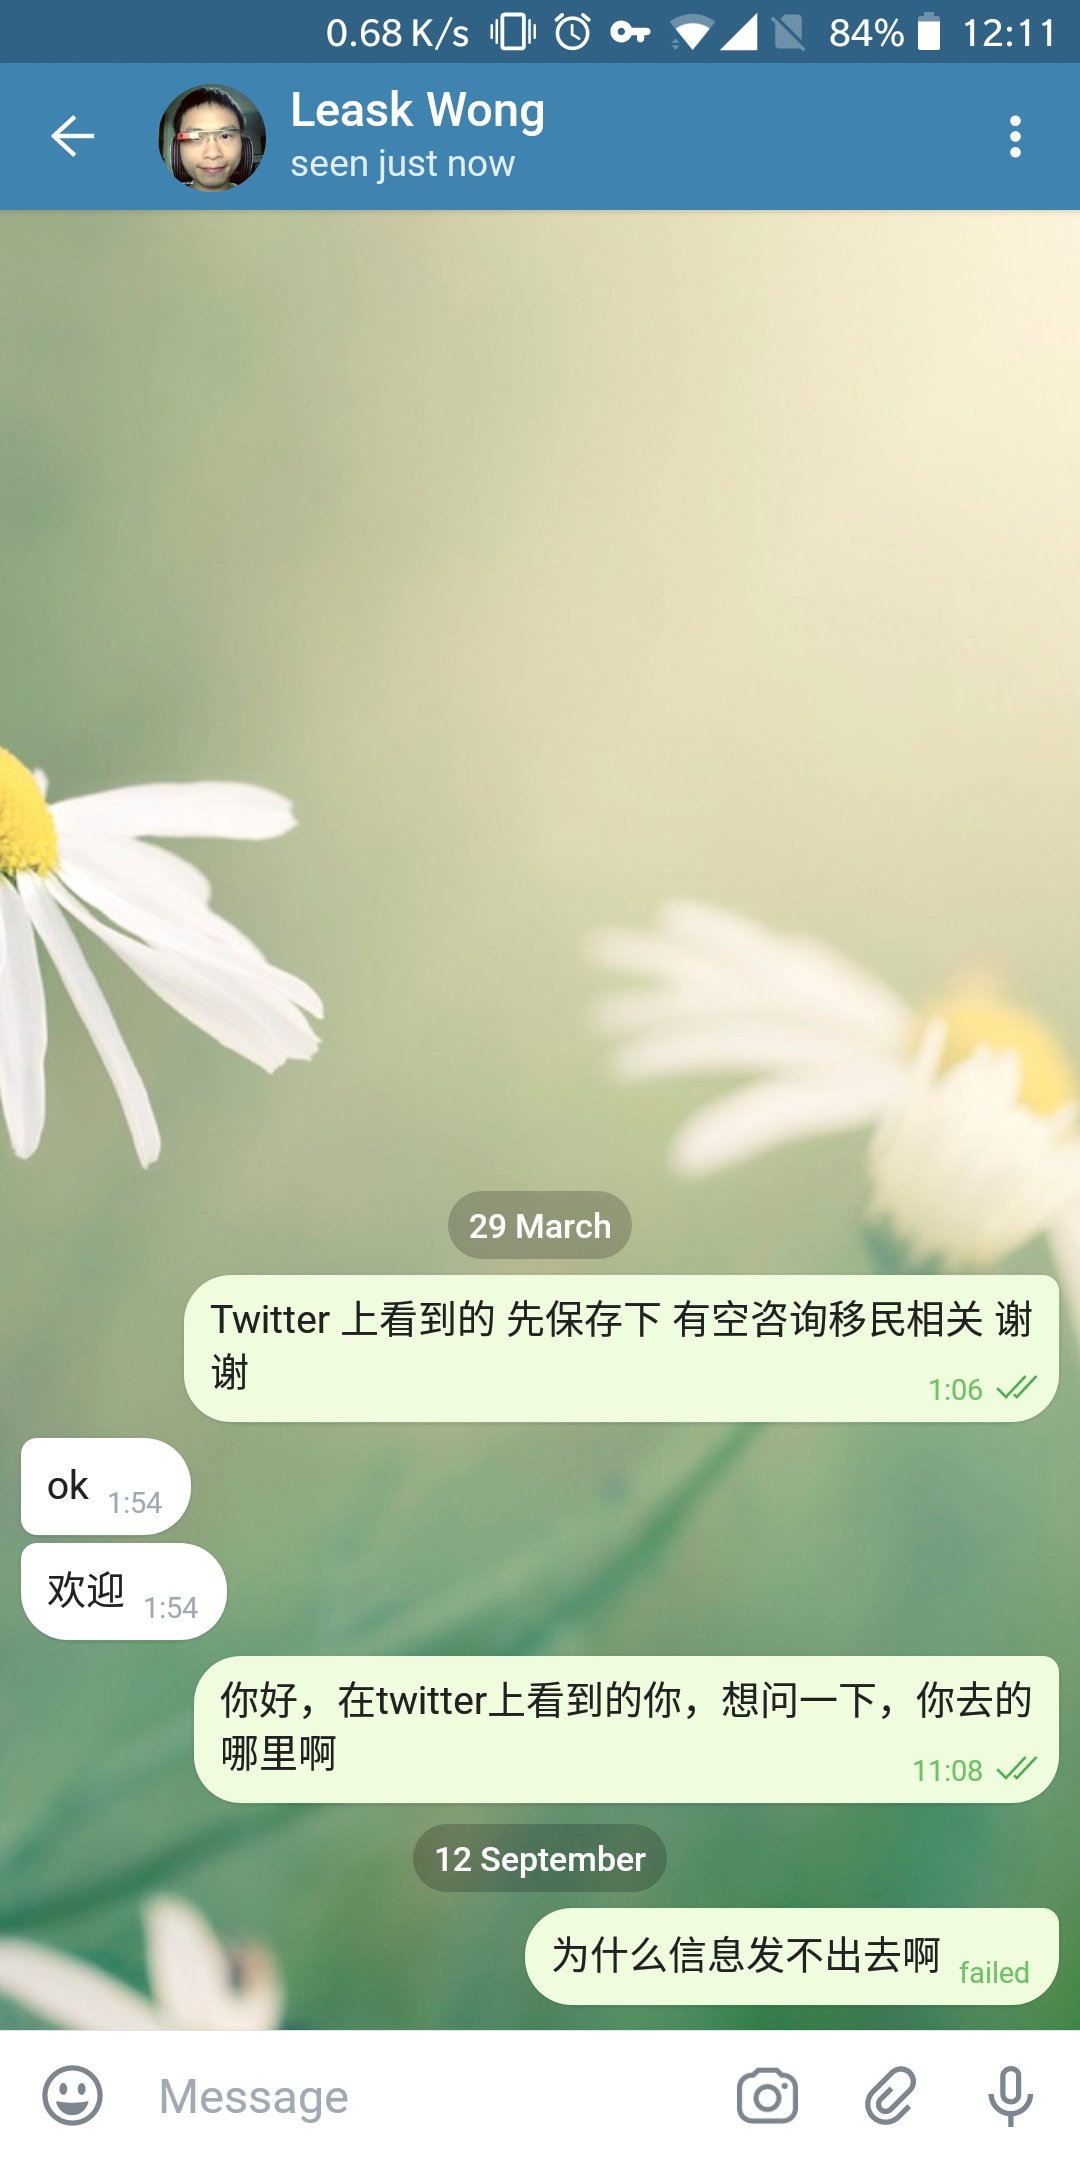 0.68 K/s 84% 12:11
Leask Wong
seen just now
29 March
Twitter 上看到的 先保存下 有空咨询移民相关 谢
谢
1:06
ok 1:54
欢迎 1:54
你好，在twitter上看到的你，想问一下，你去的
哪里啊
11:08
12 September
为什么信息发不出去啊 failed
Message